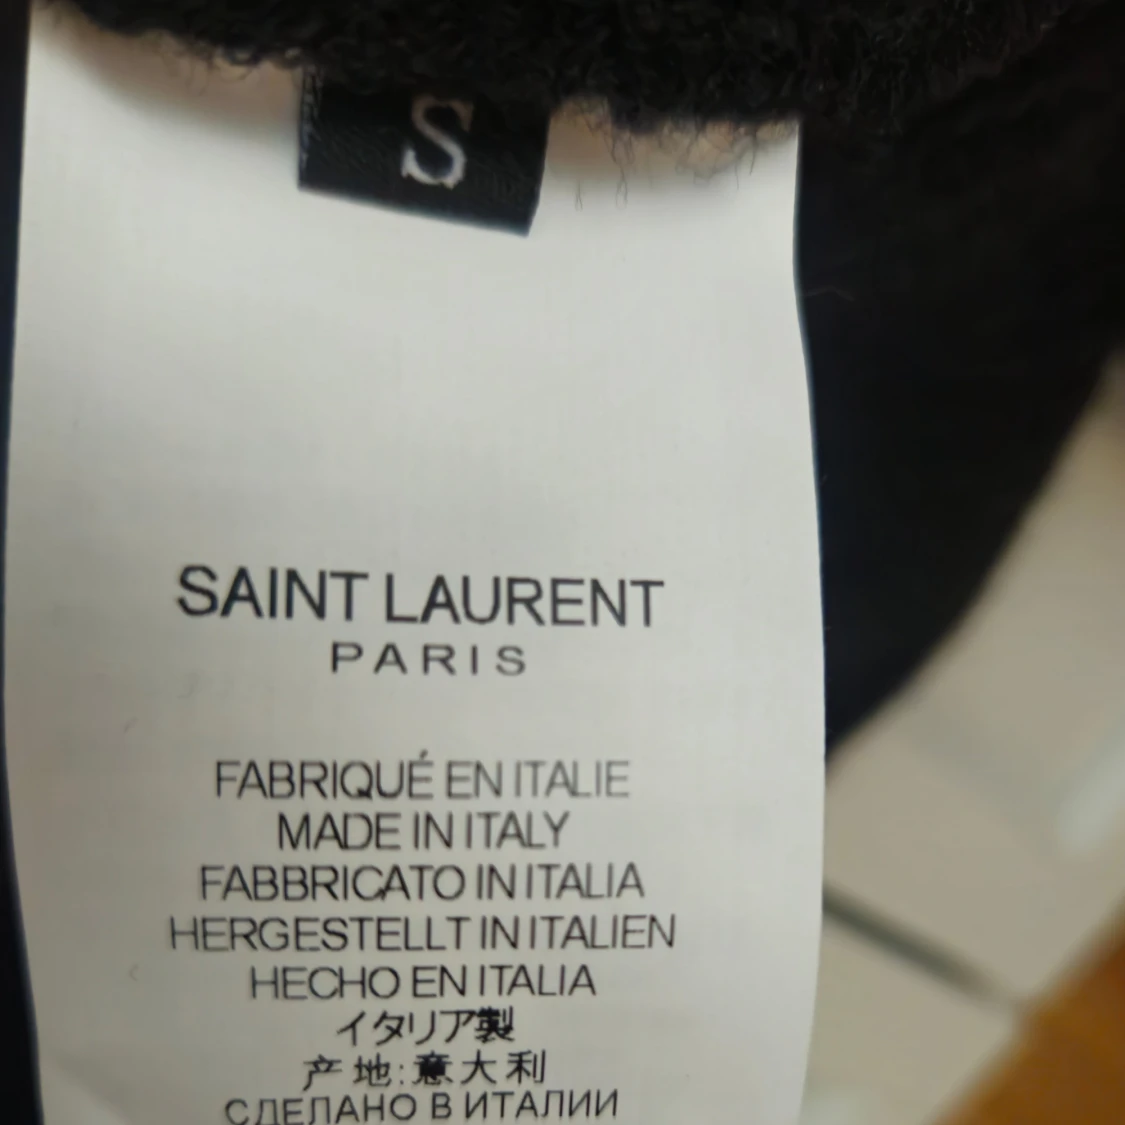 S
SAINT LAURENT
PARIS
FABRIQUÉ EN ITALIE
MADE IN ITALY
FABBRICATO IN ITALIA
HERGESTELLT IN ITALIEN
HECHO EN ITALIA
イタリア製
产地:意大利
СДЕЛАНО В ИТАЛИИ